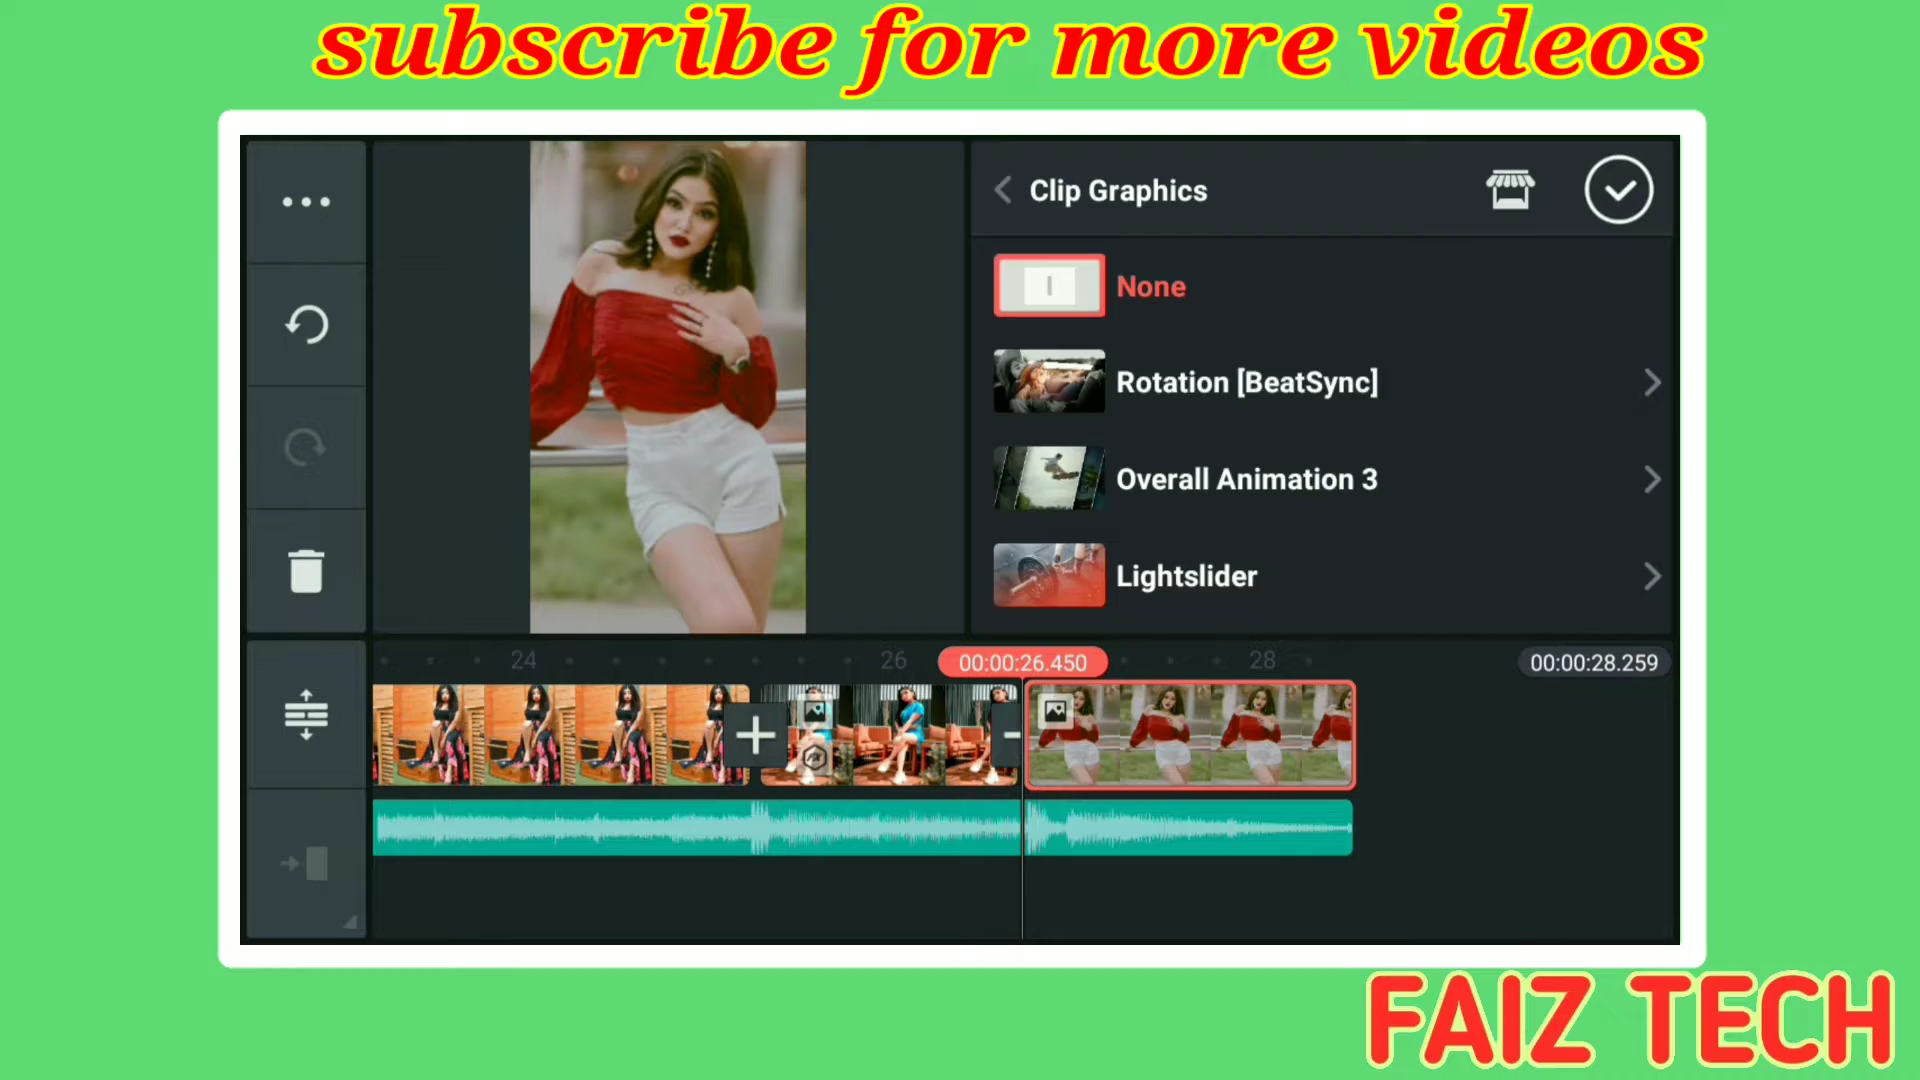 subscribe for more videos
Clip Graphics
None
Rotation [BeatSync]
Overall Animation 3
Lightslider
24
26
00:00:26.450
28
00:00:28.259
FAIZ TECH